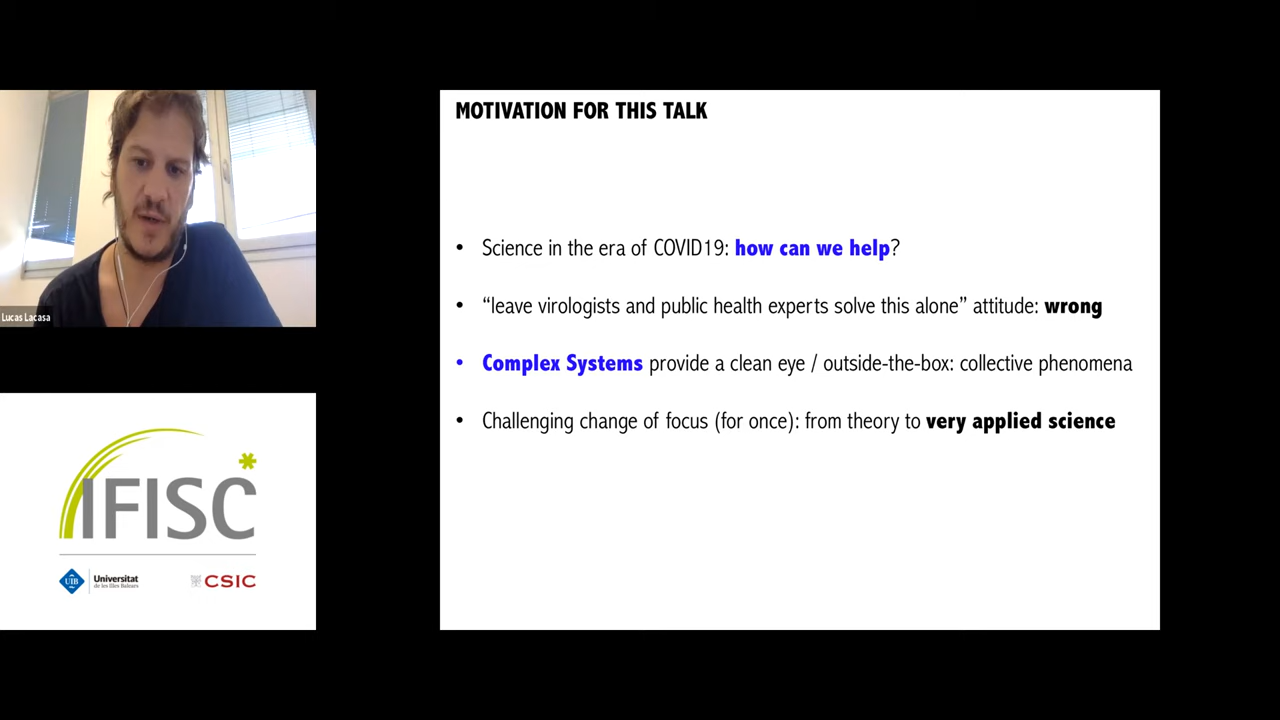 MOTIVATION FOR THIS TALK
• Science in the era of COVID19: how can we help?
• “leave virologists and public health experts solve this alone” attitude: wrong
• Complex Systems provide a clean eye / outside-the-box: collective phenomena
• Challenging change of focus (for once): from theory to very applied science
Lucas Lacasa
IFISC
UIB
Universitat
de les Illes Balears
CSIC